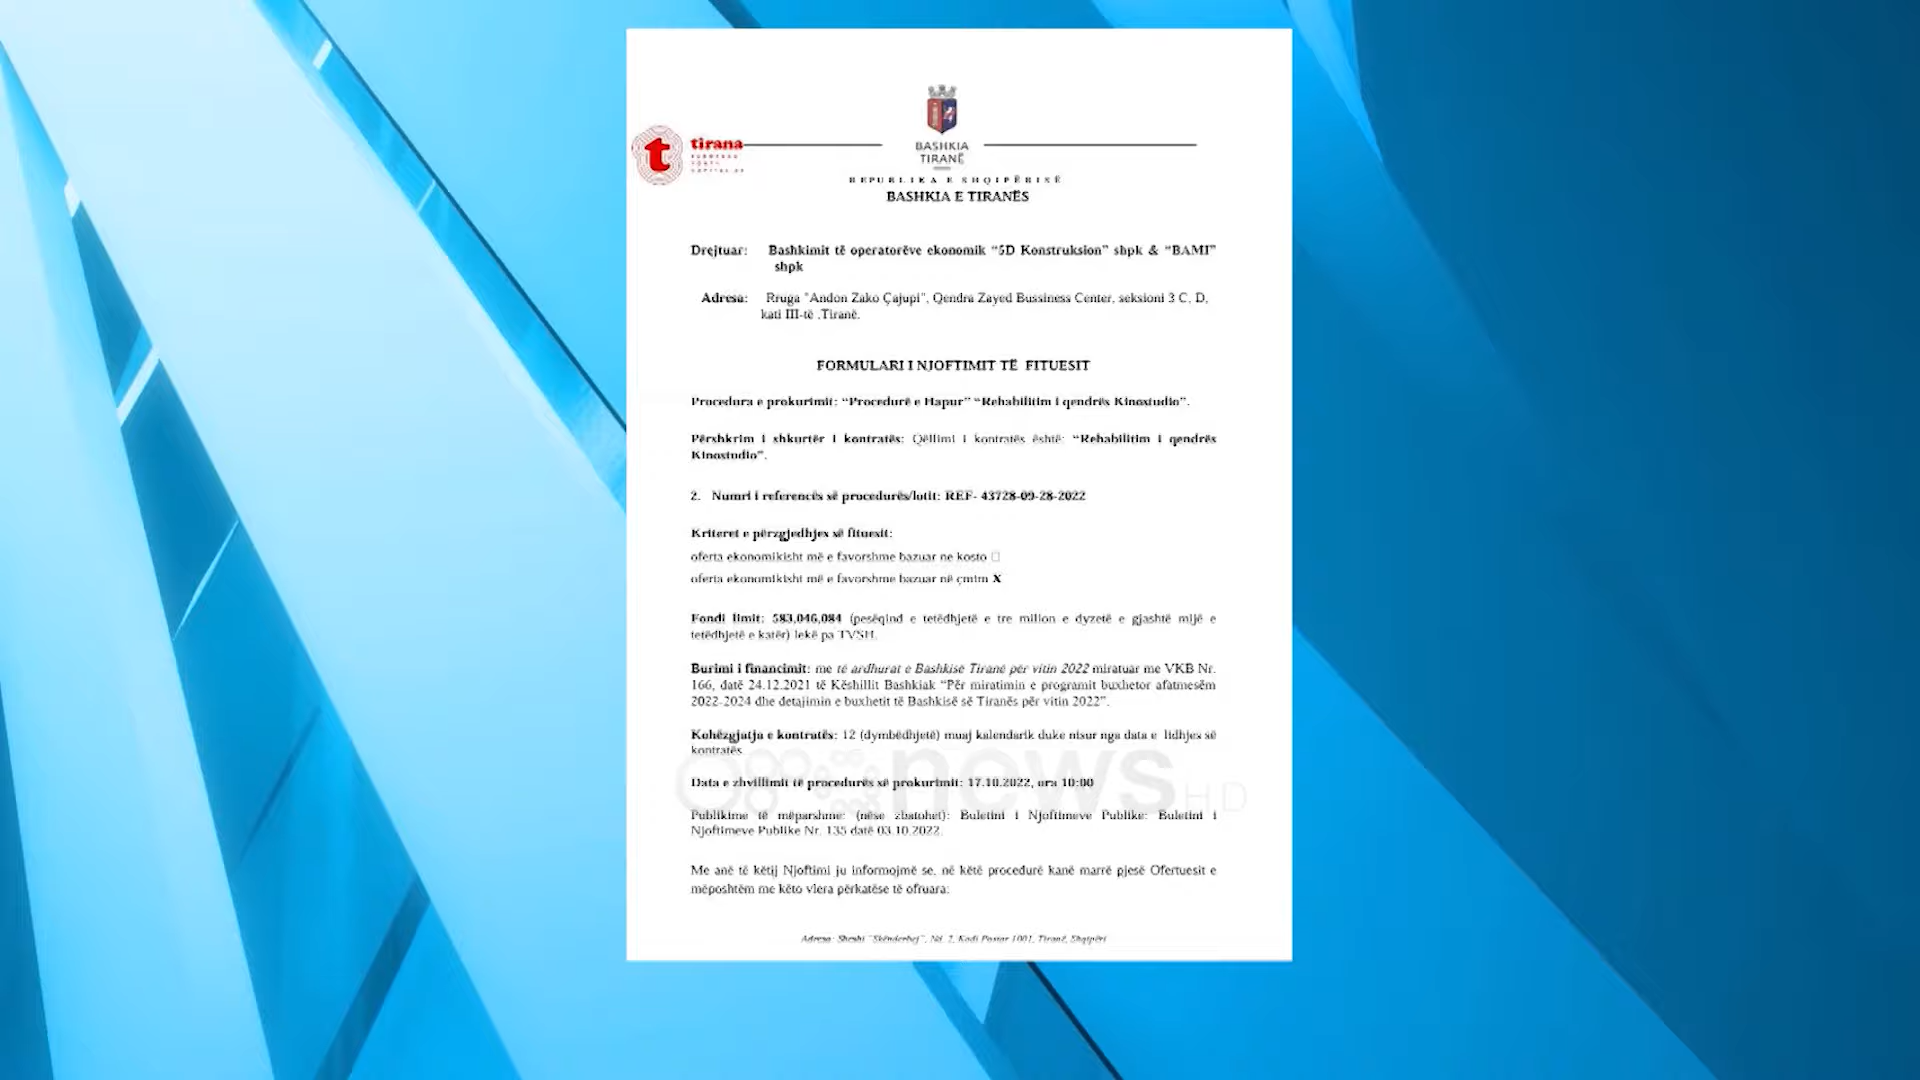 tirana
BASHKIA
TIRANË
REPUBLIKA E SHQIPËRISË
BASHKIA E TIRANËS
Drejtuar: Bashkimit të operatorëve ekonomik “5D Konstruksion” shpk & “BAMI”
shpk
Adresa: Rruga "Andon Zako Çajupi", Qendra Zayed Bussiness Center, seksioni 3 C, D,
kati III-të ,Tiranë.
FORMULARI I NJOFTIMIT TË FITUESIT
Procedura e prokurimit: “Procedurë e Hapur” “Rehabilitim i qendrës Kinostudio”.
Përshkrim i shkurtër i kontratës: Qëllimi i kontratës është: “Rehabilitim i qendrës
Kinostudio”.
2. Numri i referencës së procedurës/lotit: REF- 43728-09-28-2022
Kriteret e përzgjedhjes së fituesit:
oferta ekonomikisht më e favorshme bazuar ne kosto □
oferta ekonomikisht më e favorshme bazuar në çmim X
Fondi limit: 583,046,084 (pesëqind e tetëdhjetë e tre milion e dyzetë e gjashtë mijë e
tetëdhjetë e katër) lekë pa TVSH.
Burimi i financimit: me të ardhurat e Bashkisë Tiranë për vitin 2022 miratuar me VKB Nr.
166, datë 24.12.2021 të Këshillit Bashkiak “Për miratimin e programit buxhetor afatmesëm
2022-2024 dhe detajimin e buxhetit të Bashkisë së Tiranës për vitin 2022”.
Kohëzgjatja e kontratës: 12 (dymbëdhjetë) muaj kalendarik duke nisur nga data e lidhjes së
kontratës
Data e zhvillimit të procedurës së prokurimit: 17.10.2022, ora 10:00
news HD
Publikime të mëparshme: (nëse zbatohet): Buletini i Njoftimeve Publike: Buletini i
Njoftimeve Publike Nr. 135 datë 03.10.2022.
Me anë të këtij Njoftimi ju informojmë se, në këtë procedurë kanë marrë pjesë Ofertuesit e
mëposhtëm me këto vlera përkatëse të ofruara:
Adresa: Sheshi “Skënderbej”, Nd. 2, Kodi Postar 1001, Tiranë, Shqipëri